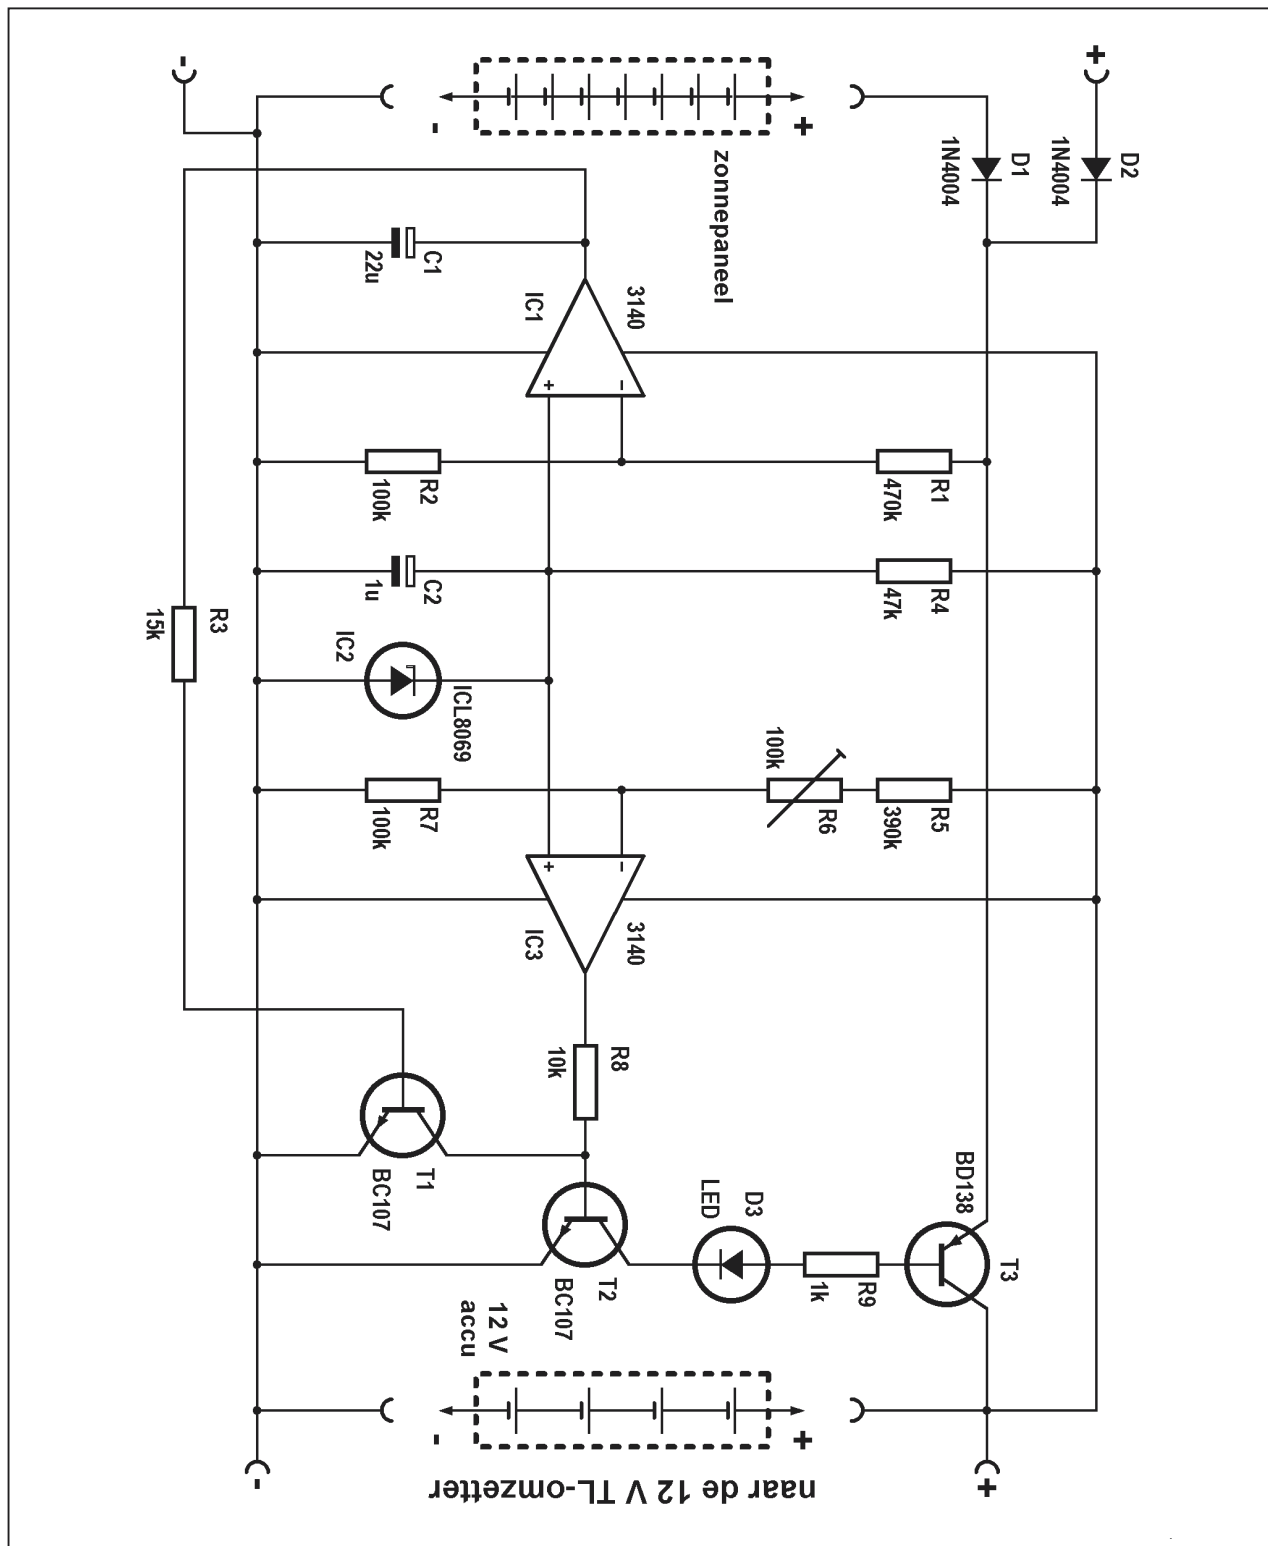 +
-
zonnepaneel
-
+
D1
1N4004
D2
1N4004
C1
22u
IC1
3140
+
−
R2
100k
R1
470k
C2
1u
R4
47k
R3
15k
IC2
ICL8069
R7
100k
100k
R6
R5
390k
+
−
IC3
3140
R8
10k
T1
BC107
T2
BC107
D3
LED
R9
1k
BD138
T3
12 V
accu
-
+
-
+
naar de 12 V TL-omzetter